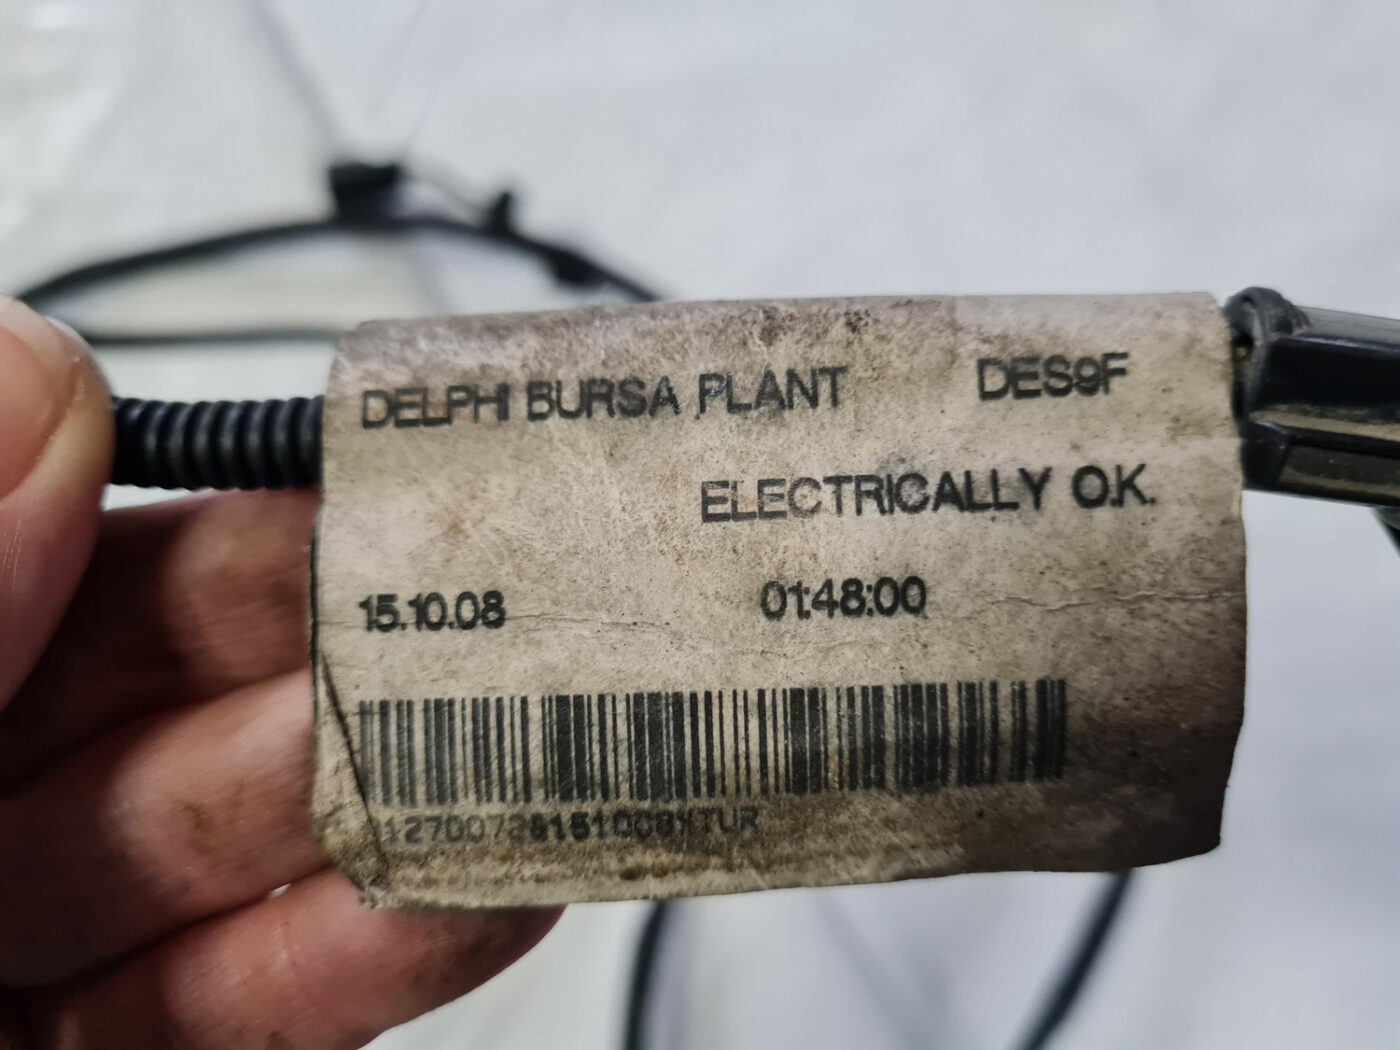 DELPHI BURSA PLANT DES9F
ELECTRICALLY O.K.
15.10.08 01:48:00